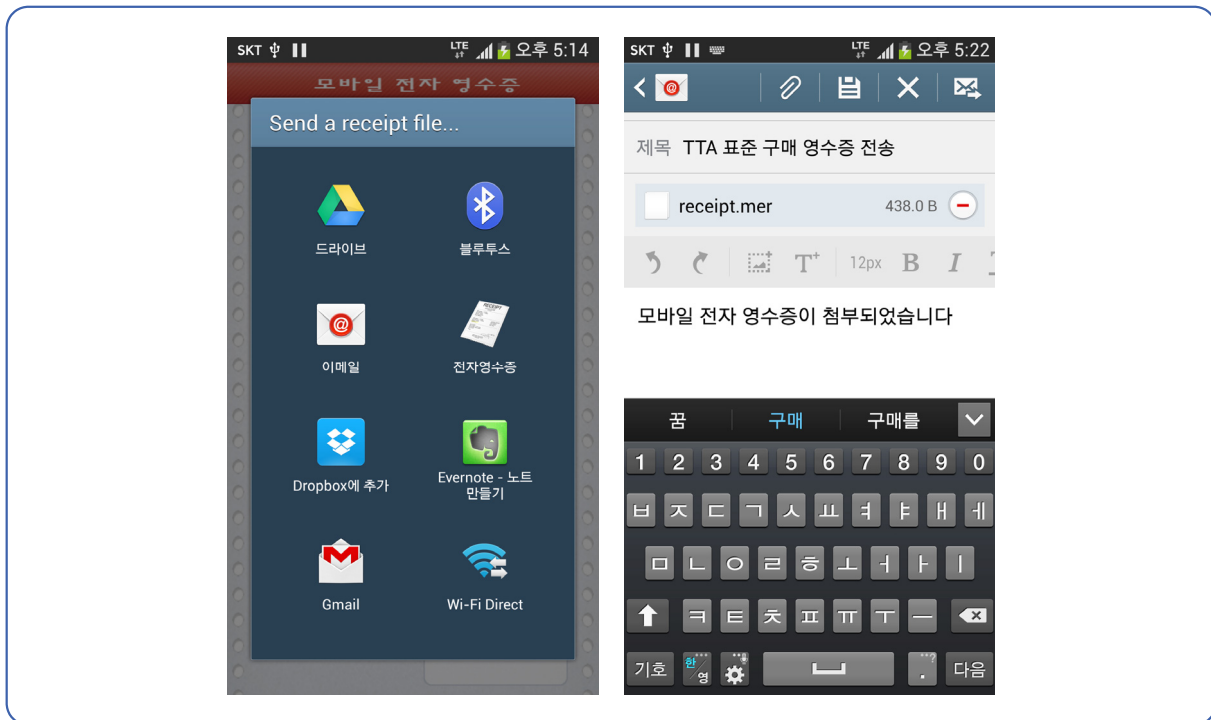 SKT LTE 오후 5:14
모바일 전자 영수증
Send a receipt file...
드라이브 블루투스
이메일 전자영수증
Dropbox에 추가 Evernote - 노트
만들기
Gmail Wi-Fi Direct
SKT LTE 오후 5:22
제목 TTA 표준 구매 영수증 전송
receipt.mer 438.0 B
12px B I
모바일 전자 영수증이 첨부되었습니다
꿈 구매 구매를
1 2 3 4 5 6 7 8 9 0
ㅂ ㅈ ㄷ ㄱ ㅅ ㅛ ㅕ ㅑ ㅐ ㅔ
ㅁ ㄴ ㅇ ㄹ ㅎ ㅗ ㅓ ㅏ ㅣ
ㅋ ㅌ ㅊ ㅍ ㅠ ㅜ ㅡ
기호 한/영 . 다음